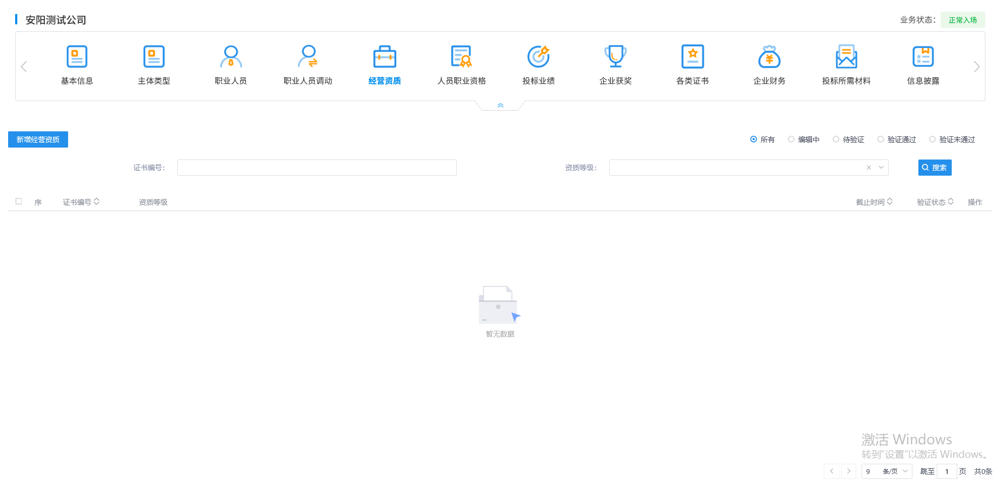 安阳测试公司
业务状态：
正常入场
基本信息
主体类型
职业人员
职业人员调动
经营资质
人员职业资格
投标业绩
企业获奖
各类证书
企业财务
投标所需材料
信息披露
新增经营资质
所有
编辑中
待验证
验证通过
验证未通过
证书编号：
资质等级：
搜索
序
证书编号
资质等级
截止时间
验证状态
操作
暂无数据
激活 Windows
转到“设置”以激活 Windows。
9 条/页
跳至 1 页
共0条